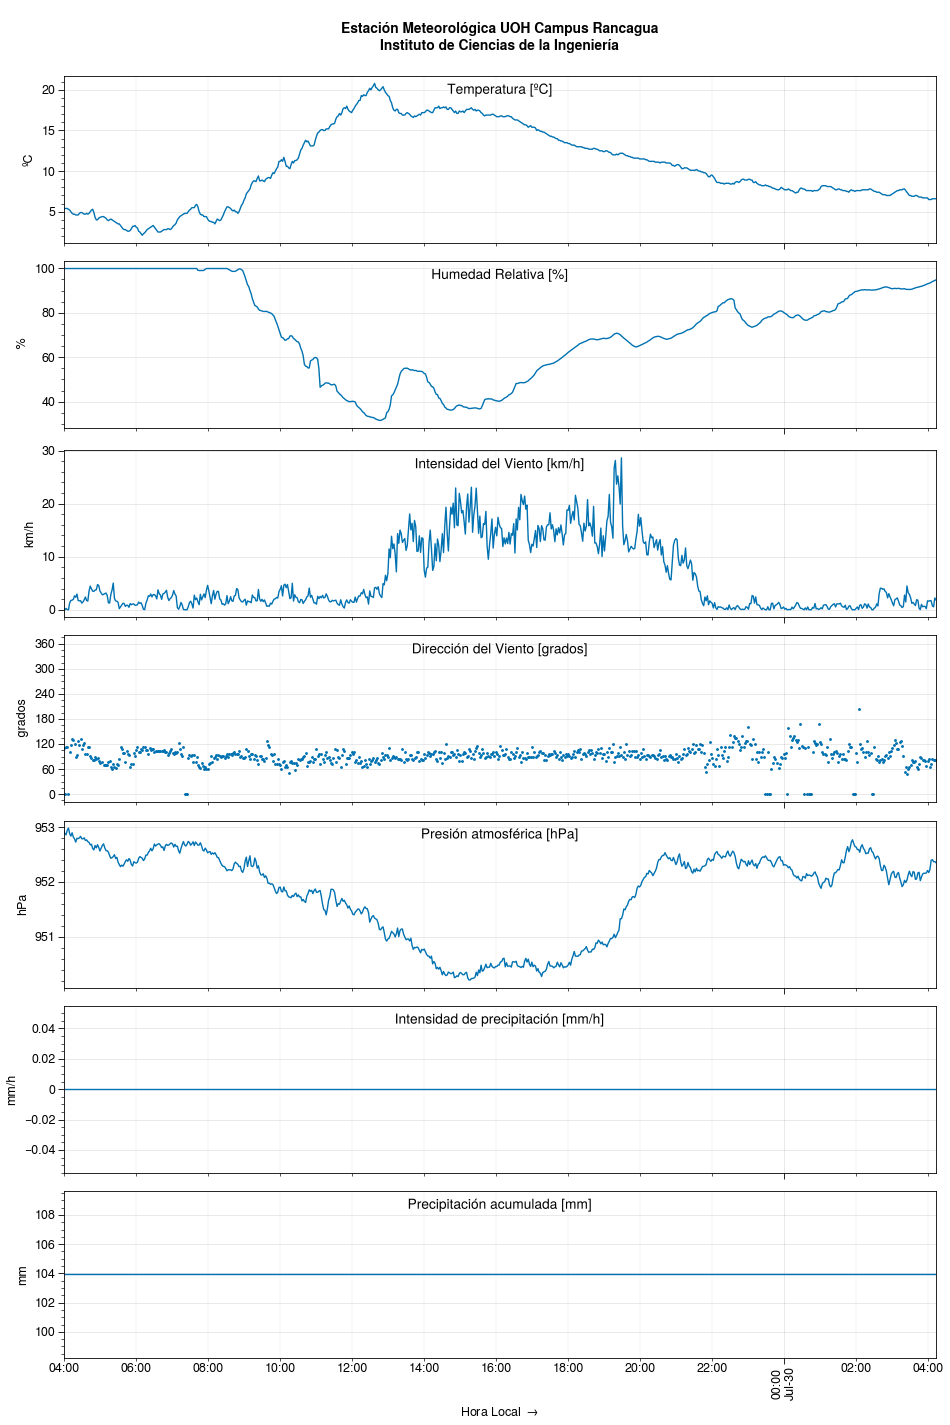 Estación Meteorológica UOH Campus Rancagua
Instituto de Ciencias de la Ingeniería
Temperatura [ºC]
ºC
20
15
10
5
Humedad Relativa [%]
%
100
80
60
40
Intensidad del Viento [km/h]
km/h
30
20
10
0
Dirección del Viento [grados]
grados
360
300
240
180
120
60
0
Presión atmosférica [hPa]
hPa
953
952
951
Intensidad de precipitación [mm/h]
mm/h
0.04
0.02
0
−0.02
−0.04
Precipitación acumulada [mm]
mm
108
106
104
102
100
04:00 06:00 08:00 10:00 12:00 14:00 16:00 18:00 20:00 22:00 00:00 02:00 04:00
Jul-30
Hora Local →